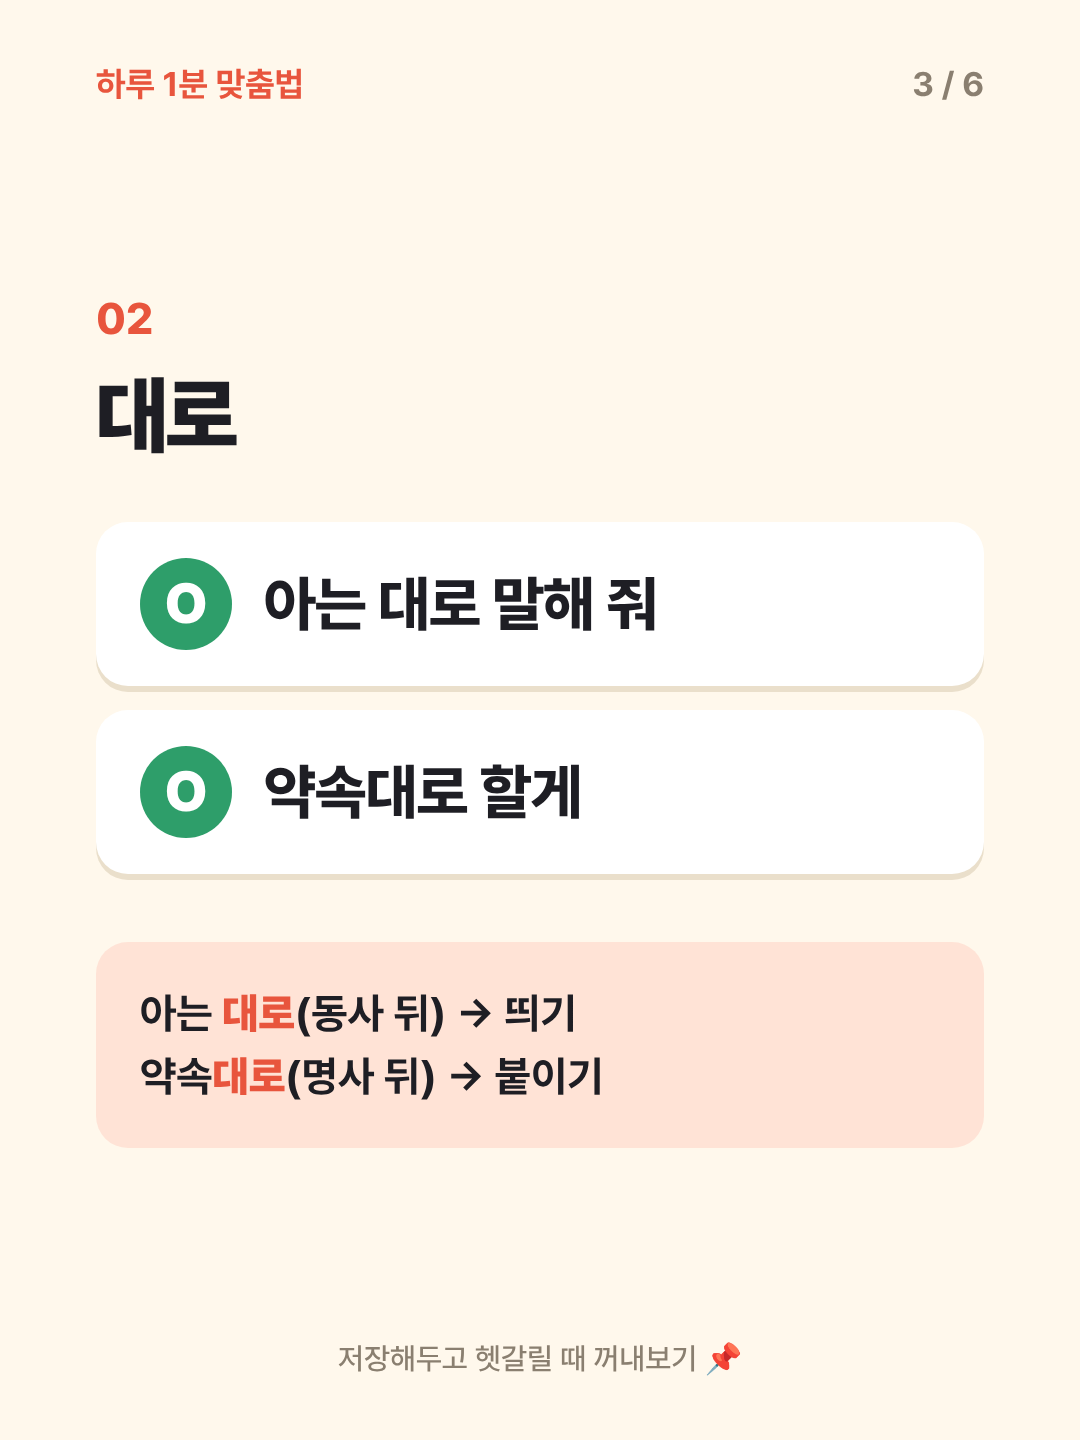 하루 1분 맞춤법
3 / 6
02
대로
O 아는 대로 말해 줘
O 약속대로 할게
아는 대로(동사 뒤) → 띄기
약속대로(명사 뒤) → 붙이기
저장해두고 헷갈릴 때 꺼내보기 📌